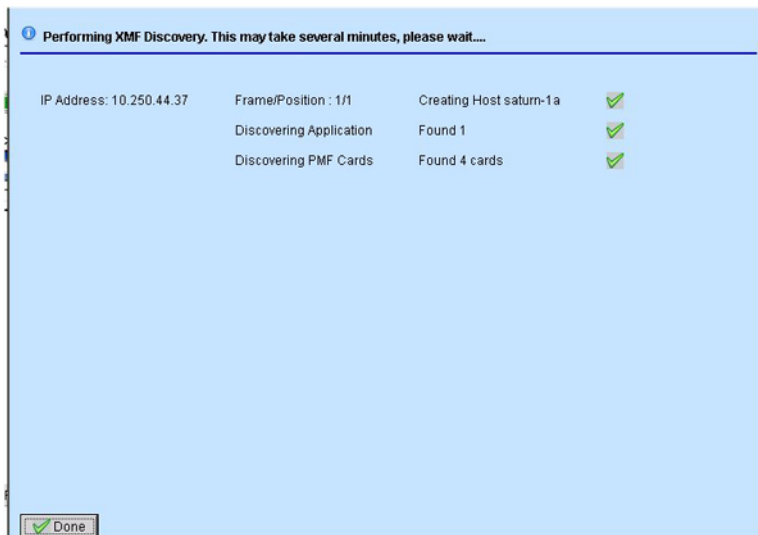 Performing XMF Discovery. This may take several minutes, please wait....
IP Address: 10.250.44.37 Frame/Position : 1/1 Creating Host saturn-1a
Discovering Application Found 1
Discovering PMF Cards Found 4 cards
Done